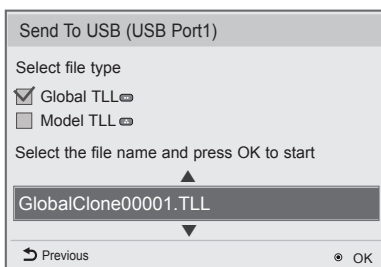 Send To USB (USB Port1)
Select file type
Global TLL
Model TLL
Select the file name and press OK to start
GlobalClone00001.TLL
Previous
OK